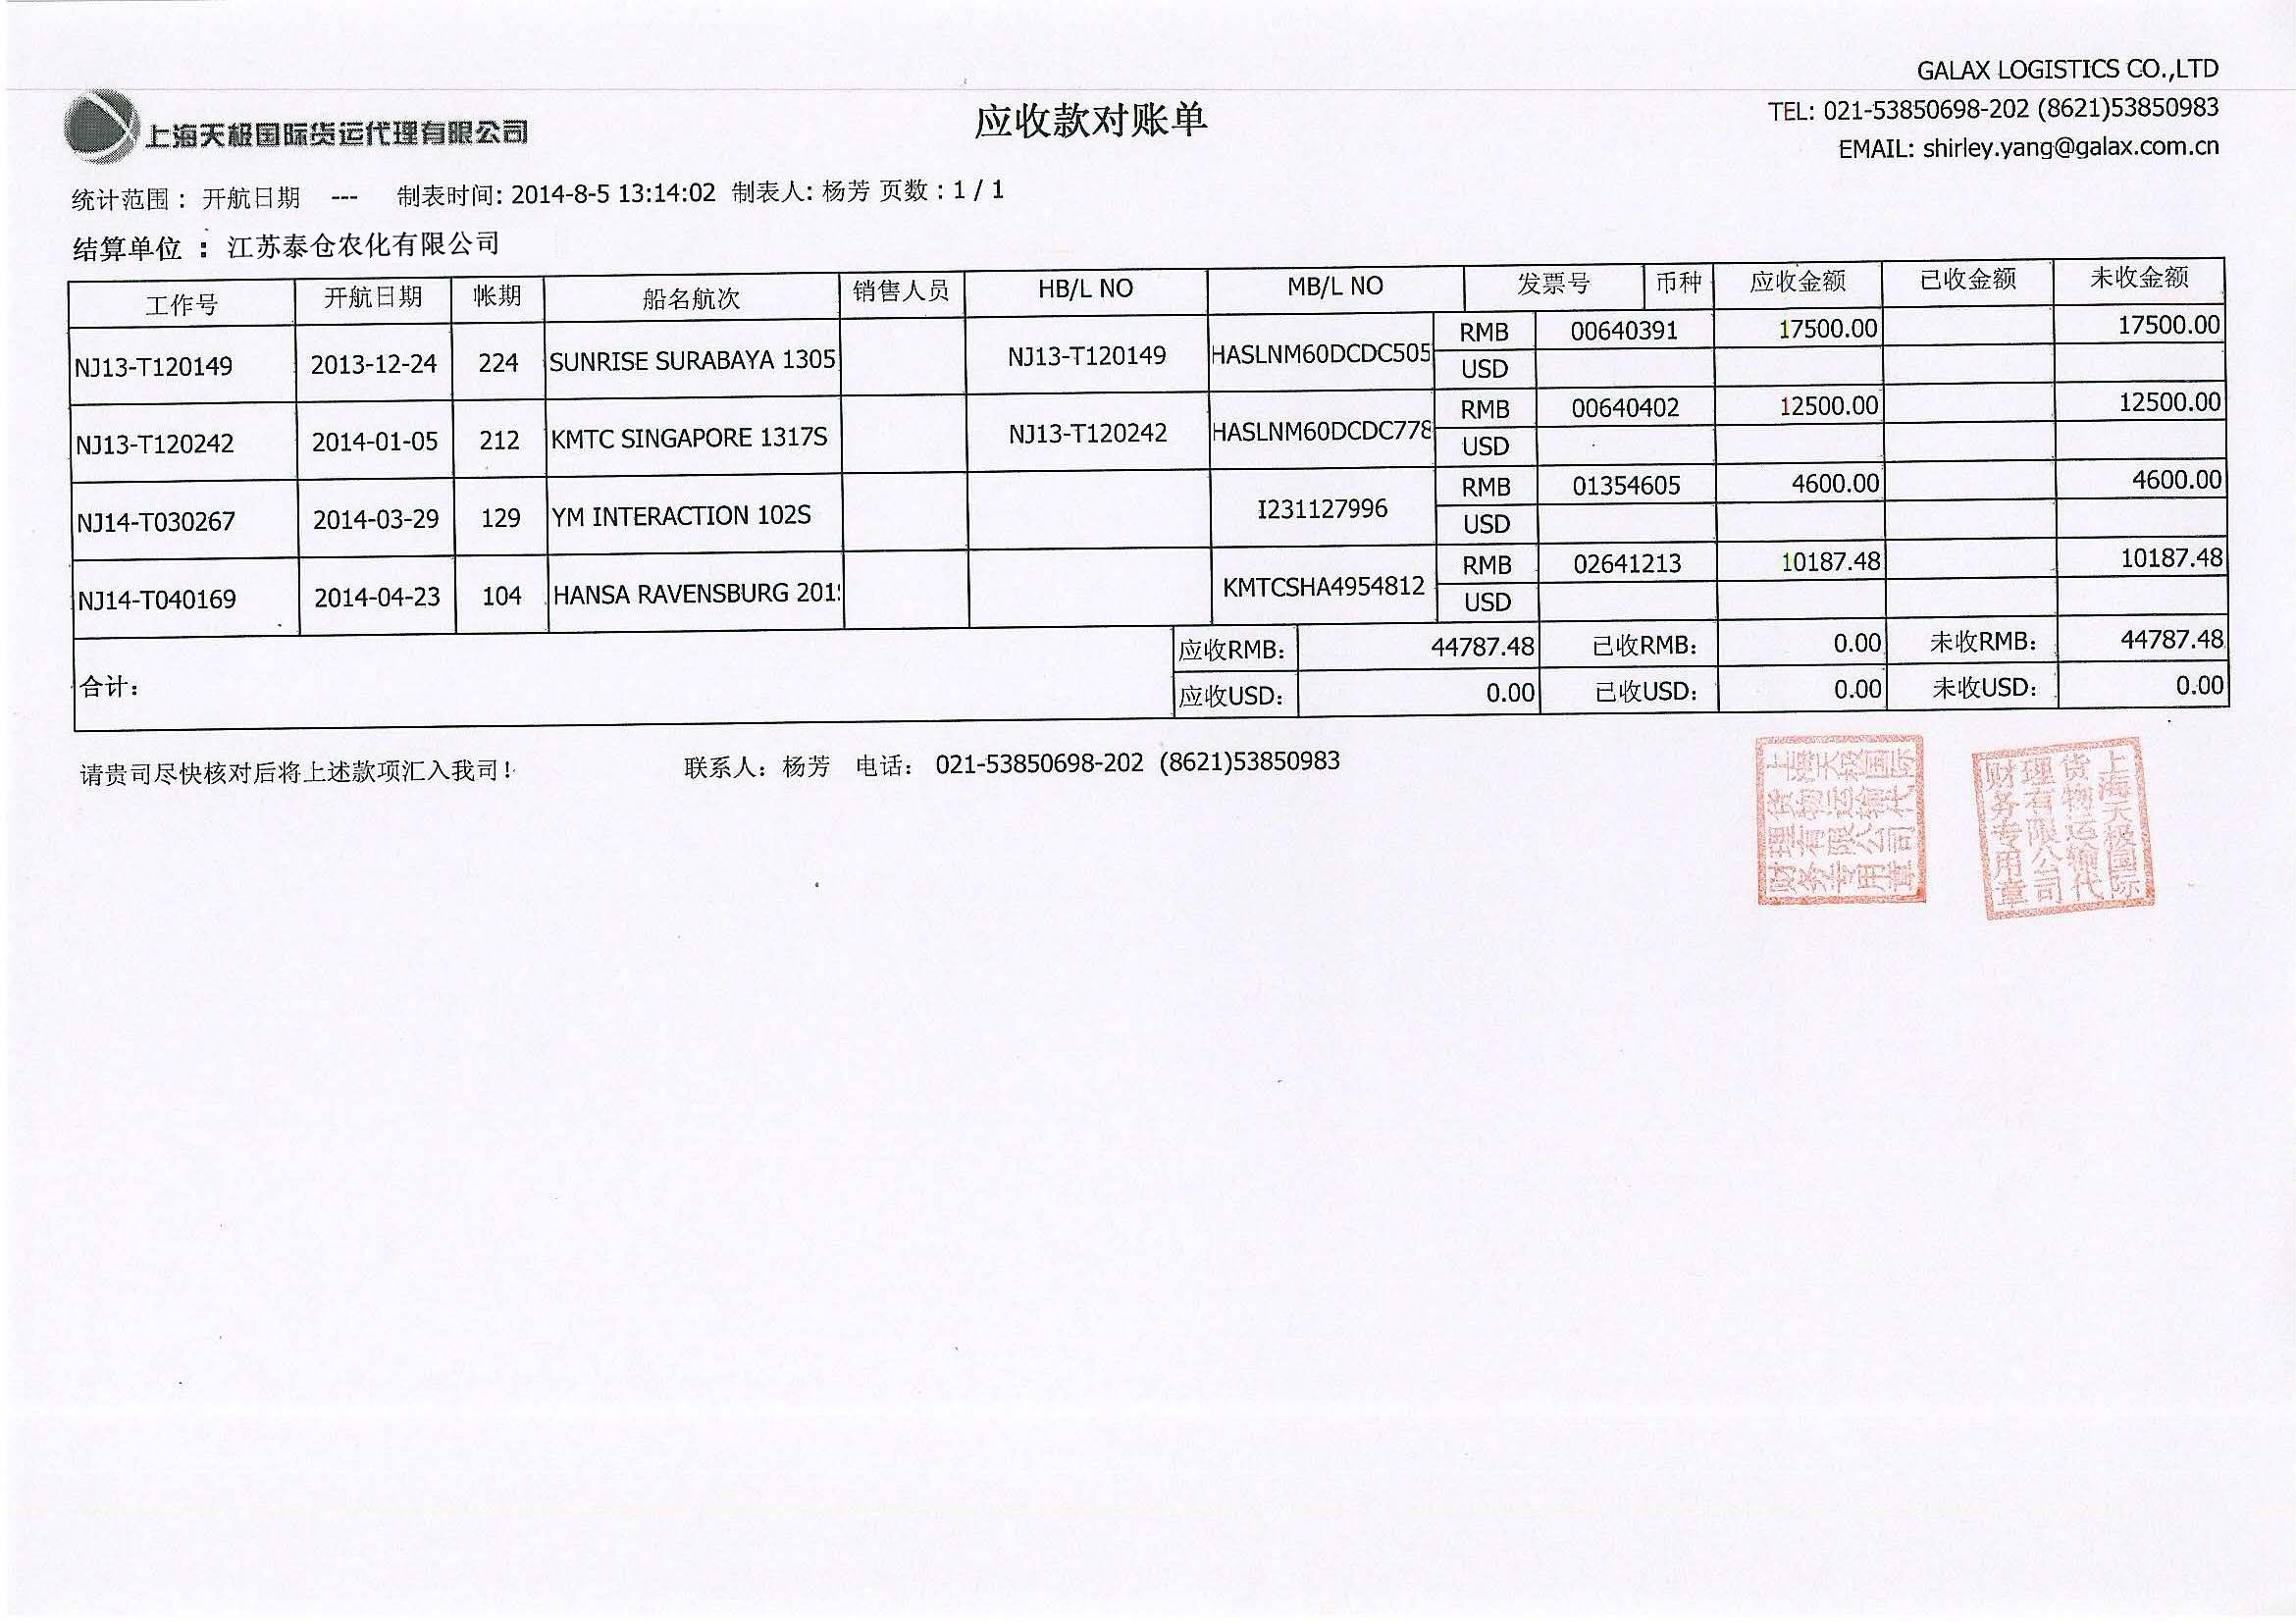 GALAX LOGISTICS CO.,LTD
上海天极国际货运代理有限公司
应收款对账单
TEL: 021-53850698-202 (8621)53850983
EMAIL: shirley.yang@galax.com.cn
统计范围： 开航日期 --- 制表时间: 2014-8-5 13:14:02 制表人: 杨芳 页数 : 1 / 1
结算单位 ： 江苏泰仓农化有限公司
工作号 开航日期 帐期 船名航次 销售人员 HB/L NO MB/L NO 发票号 币种 应收金额 已收金额 未收金额
NJ13-T120149 2013-12-24 224 SUNRISE SURABAYA 1305 NJ13-T120149 HASLNM60DCDC505 RMB 00640391 17500.00 17500.00
USD
NJ13-T120242 2014-01-05 212 KMTC SINGAPORE 1317S NJ13-T120242 HASLNM60DCDC778 RMB 00640402 12500.00 12500.00
USD
NJ14-T030267 2014-03-29 129 YM INTERACTION 102S I231127996 RMB 01354605 4600.00 4600.00
USD
NJ14-T040169 2014-04-23 104 HANSA RAVENSBURG 201 KMTCSHA4954812 RMB 02641213 10187.48 10187.48
USD
合计： 应收RMB： 44787.48 已收RMB： 0.00 未收RMB： 44787.48
应收USD： 0.00 已收USD： 0.00 未收USD： 0.00
请贵司尽快核对后将上述款项汇入我司！ 联系人： 杨芳 电话： 021-53850698-202 (8621)53850983
上海天极国际
货物运输代
理有限公司
财务专用章
上海天极国际
货物运输代
理有限公司
财务专用章